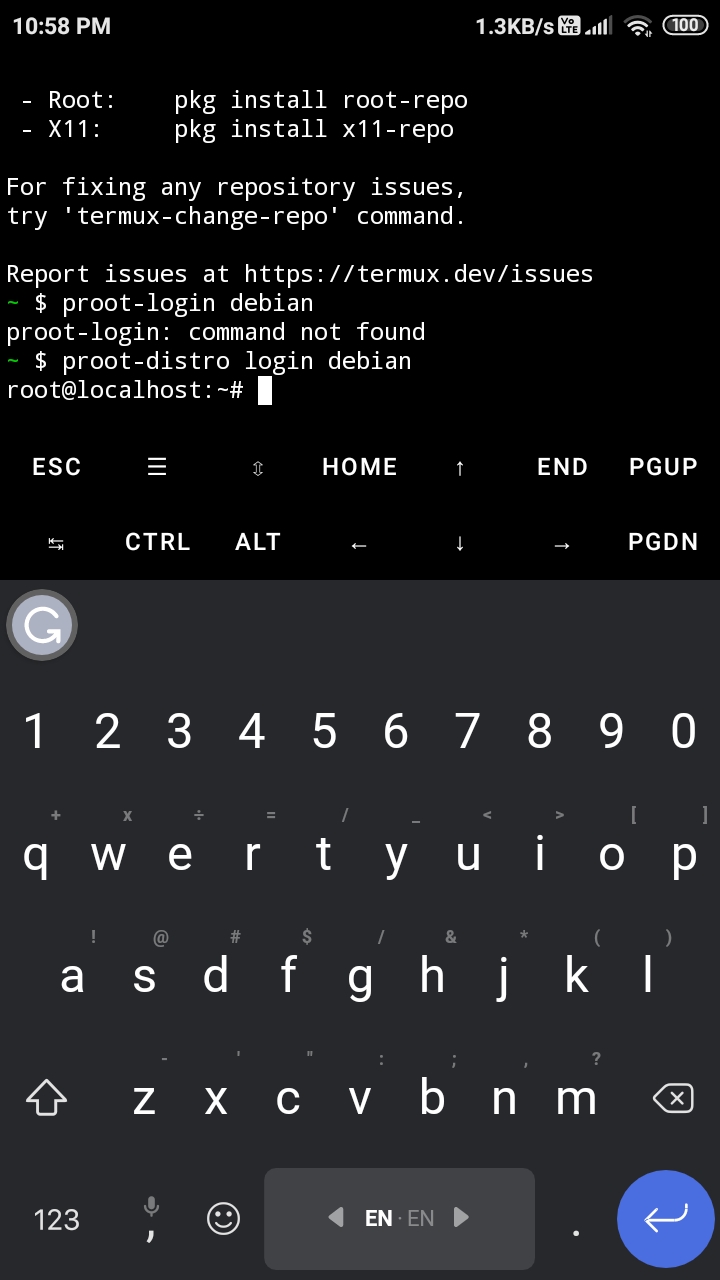 10:58 PM 1.3KB/s Vo LTE 100
- Root:    pkg install root-repo
- X11:     pkg install x11-repo
For fixing any repository issues,
try 'termux-change-repo' command.
Report issues at https://termux.dev/issues
~ $ proot-login debian
proot-login: command not found
~ $ proot-distro login debian
root@localhost:~#
ESC ☰ ⇳ HOME ↑ END PGUP
↹ CTRL ALT ← ↓ → PGDN
1 2 3 4 5 6 7 8 9 0
+ x ÷ = / _ < > [ ]
q w e r t y u i o p
! @ # $ / & * ( )
a s d f g h j k l
- ' " : ; , ?
z x c v b n m
123 , EN · EN .